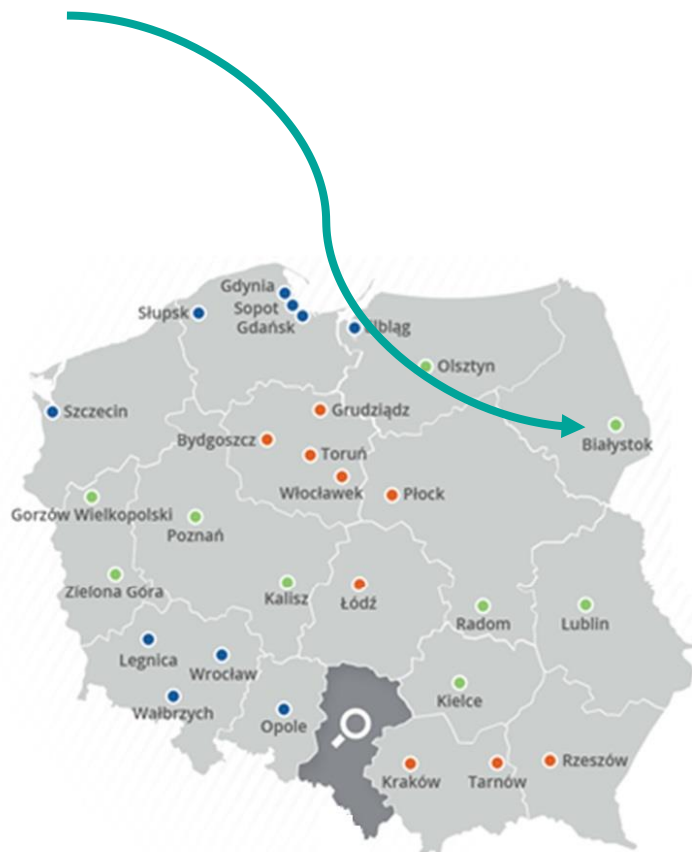 Gdynia
Słupsk
Sopot
Gdańsk
Elbląg
Olsztyn
Szczecin
Grudziądz
Bydgoszcz
Toruń
Białystok
Włocławek
Płock
Gorzów Wielkopolski
Poznań
Zielona Góra
Kalisz
Łódź
Radom
Lublin
Legnica
Wrocław
Kielce
Wałbrzych
Opole
Rzeszów
Kraków
Tarnów